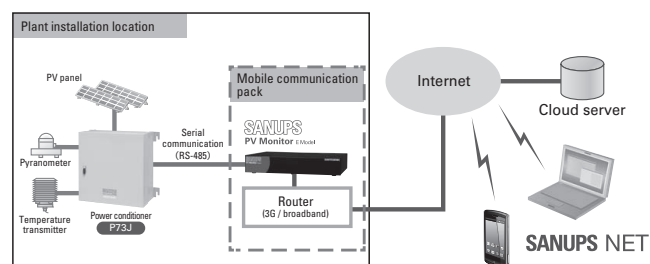 Plant installation location
PV panel
Pyranometer
Temperature
transmitter
Power conditioner
P73J
Serial
communication
(RS-485)
Mobile communication
pack
SANUPS
PV Monitor E Model
Router
(3G / broadband)
Internet
Cloud server
SANUPS NET